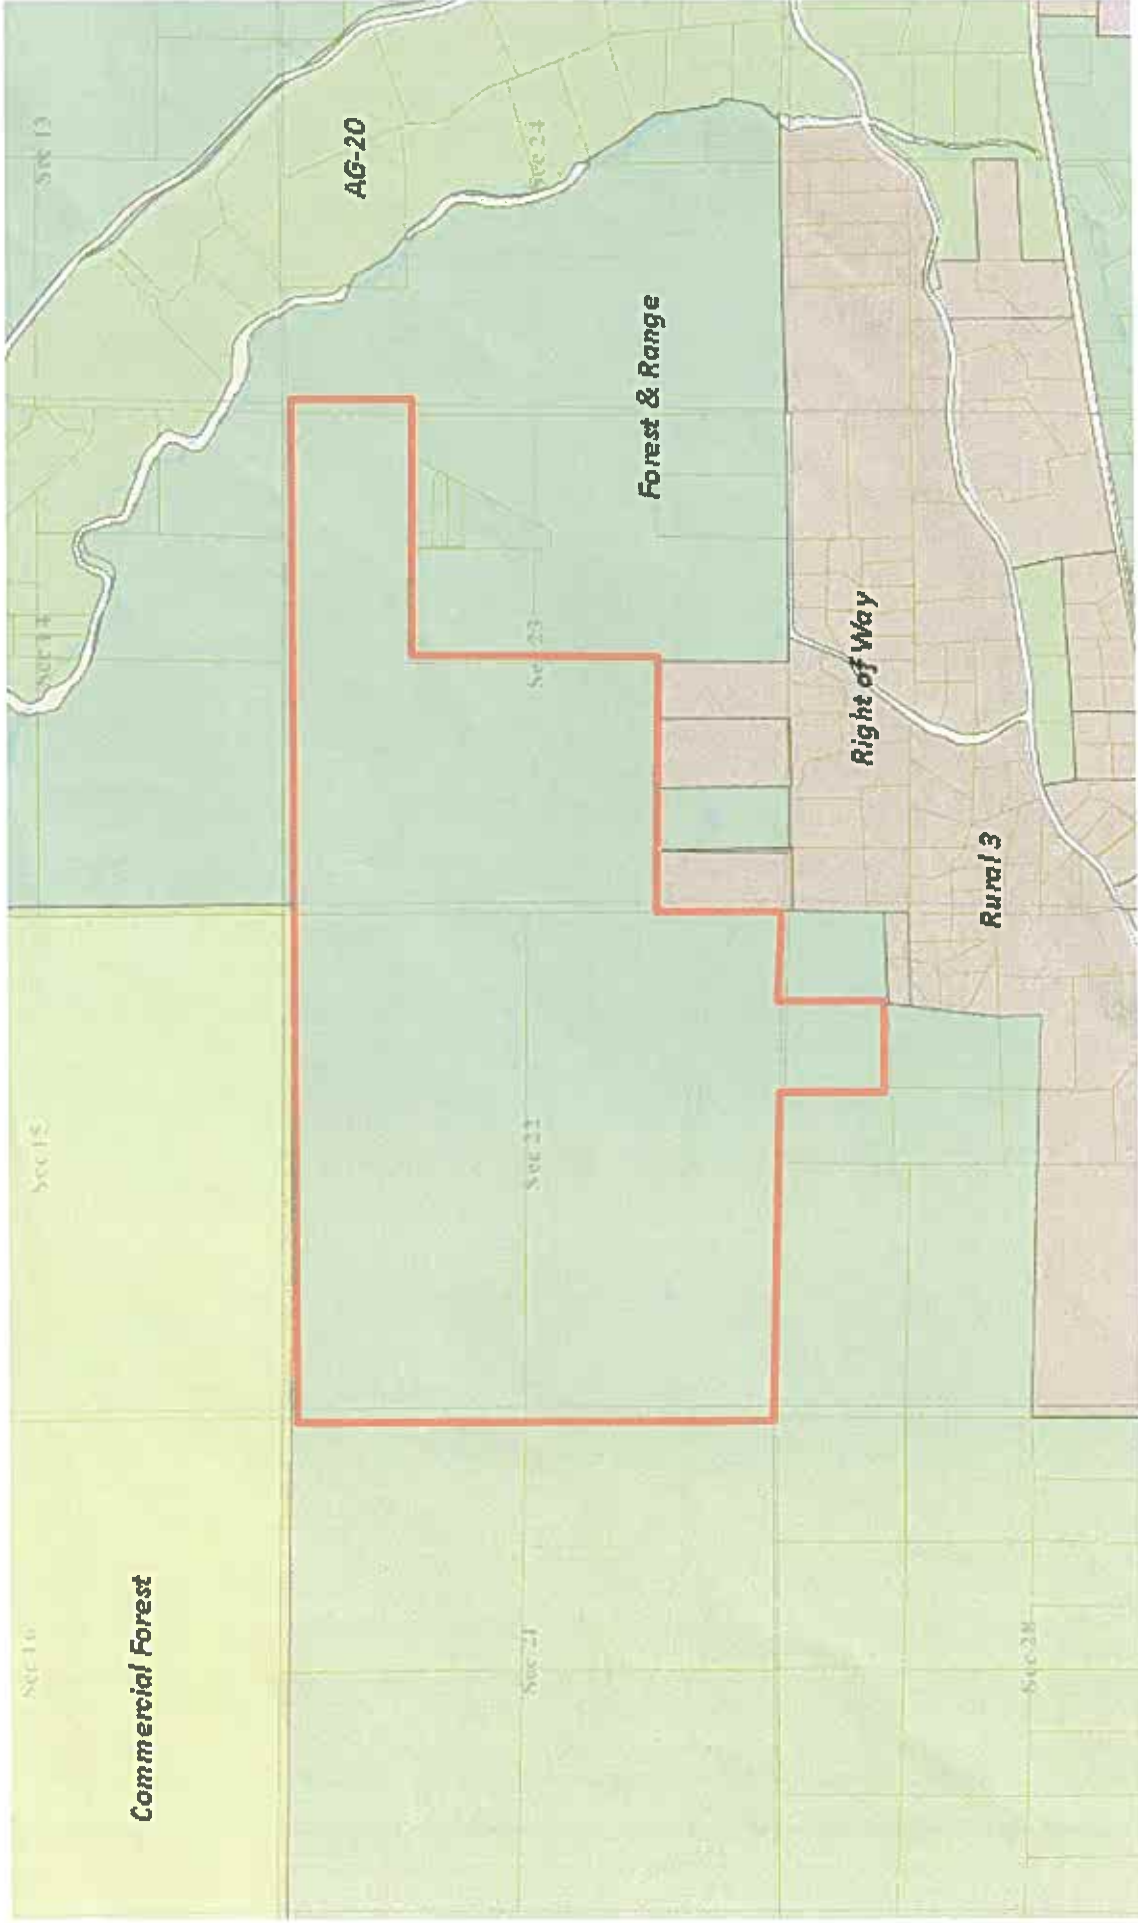 Commercial Forest
Sec 16
Sec 15
Sec 14
Sec 13
AG-20
Sec 21
Sec 22
Sec 23
Sec 24
Forest & Range
Right of Way
Rural 3
Sec 28